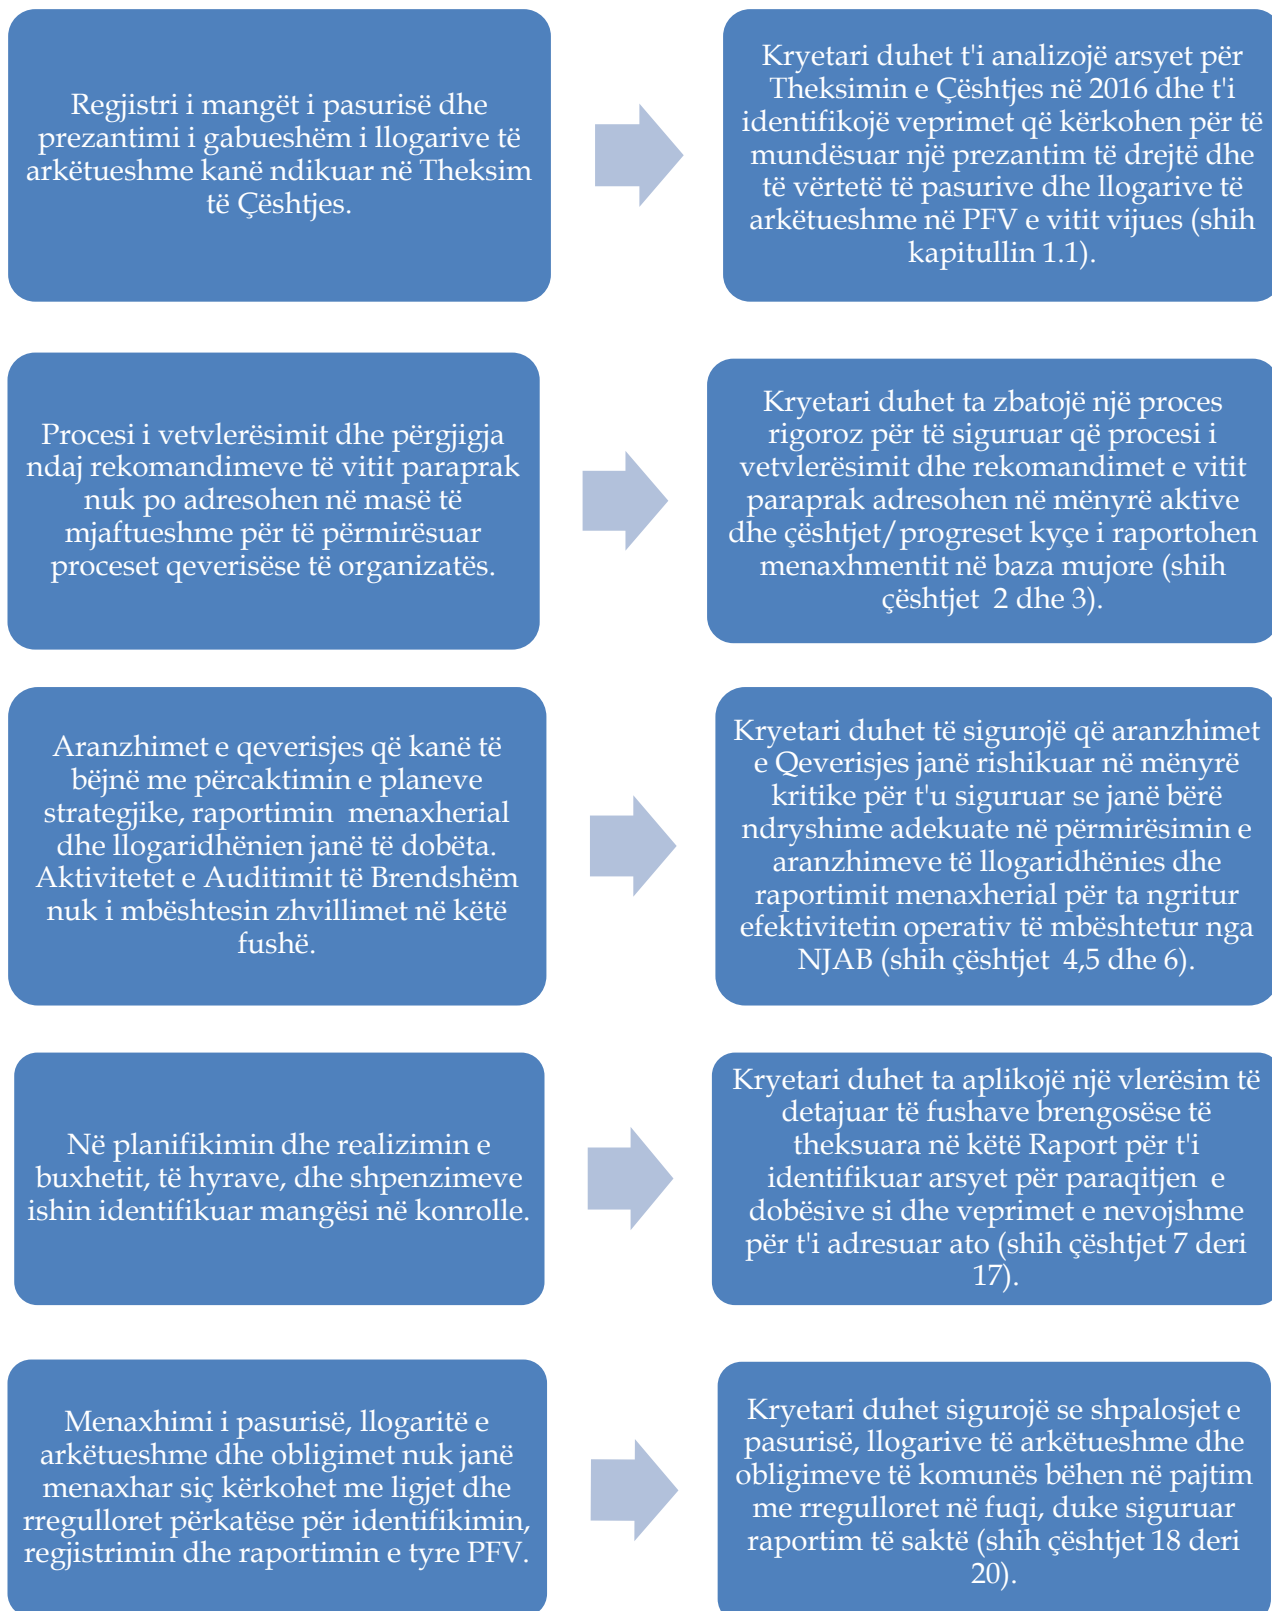 Regjistri i mangët i pasurisë dhe
prezantimi i gabueshëm i llogarive të
arkëtueshme kanë ndikuar në Theksim
të Çështjes.
Kryetari duhet t'i analizojë arsyet për
Theksimin e Çështjes në 2016 dhe t'i
identifikojë veprimet që kërkohen për të
mundësuar një prezantim të drejtë dhe
të vërtetë të pasurive dhe llogarive të
arkëtueshme në PFV e vitit vijues (shih
kapitullin 1.1).
Procesi i vetvlerësimit dhe përgjigja
ndaj rekomandimeve të vitit paraprak
nuk po adresohen në masë të
mjaftueshme për të përmirësuar
proceset qeverisëse të organizatës.
Kryetari duhet ta zbatojë një proces
rigoroz për të siguruar që procesi i
vetvlerësimit dhe rekomandimet e vitit
paraprak adresohen në mënyrë aktive
dhe çështjet/progreset kyçe i raportohen
menaxhmentit në baza mujore (shih
çështjet 2 dhe 3).
Aranzhimet e qeverisjes që kanë të
bëjnë me përcaktimin e planeve
strategjike, raportimin menaxherial
dhe llogaridhënien janë të dobëta.
Aktivitetet e Auditimit të Brendshëm
nuk i mbështesin zhvillimet në këtë
fushë.
Kryetari duhet të sigurojë që aranzhimet
e Qeverisjes janë rishikuar në mënyrë
kritike për t'u siguruar se janë bërë
ndryshime adekuate në përmirësimin e
aranzhimeve të llogaridhënies dhe
raportimit menaxherial për ta ngritur
efektivitetin operativ të mbështetur nga
NJAB (shih çështjet 4,5 dhe 6).
Në planifikimin dhe realizimin e
buxhetit, të hyrave, dhe shpenzimeve
ishin identifikuar mangësi në konrolle.
Kryetari duhet ta aplikojë një vlerësim të
detajuar të fushave brengosëse të
theksuara në këtë Raport për t'i
identifikuar arsyet për paraqitjen e
dobësive si dhe veprimet e nevojshme
për t'i adresuar ato (shih çështjet 7 deri
17).
Menaxhimi i pasurisë, llogaritë e
arkëtueshme dhe obligimet nuk janë
menaxhar siç kërkohet me ligjet dhe
rregulloret përkatëse për identifikimin,
regjistrimin dhe raportimin e tyre PFV.
Kryetari duhet sigurojë se shpalosjet e
pasurisë, llogarive të arkëtueshme dhe
obligimeve të komunës bëhen në pajtim
me rregulloret në fuqi, duke siguruar
raportim të saktë (shih çështjet 18 deri
20).